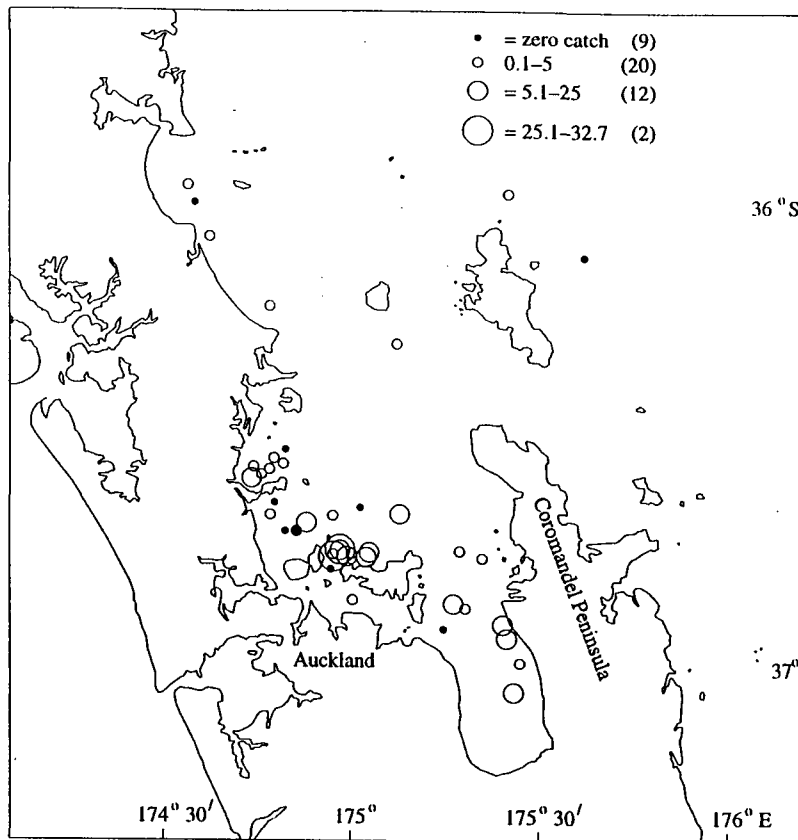 = zero catch (9)
0.1–5 (20)
= 5.1–25 (12)
= 25.1–32.7 (2)
36° S
Coromandel Peninsula
Auckland
37°
174° 30′
175°
175° 30′
176° E